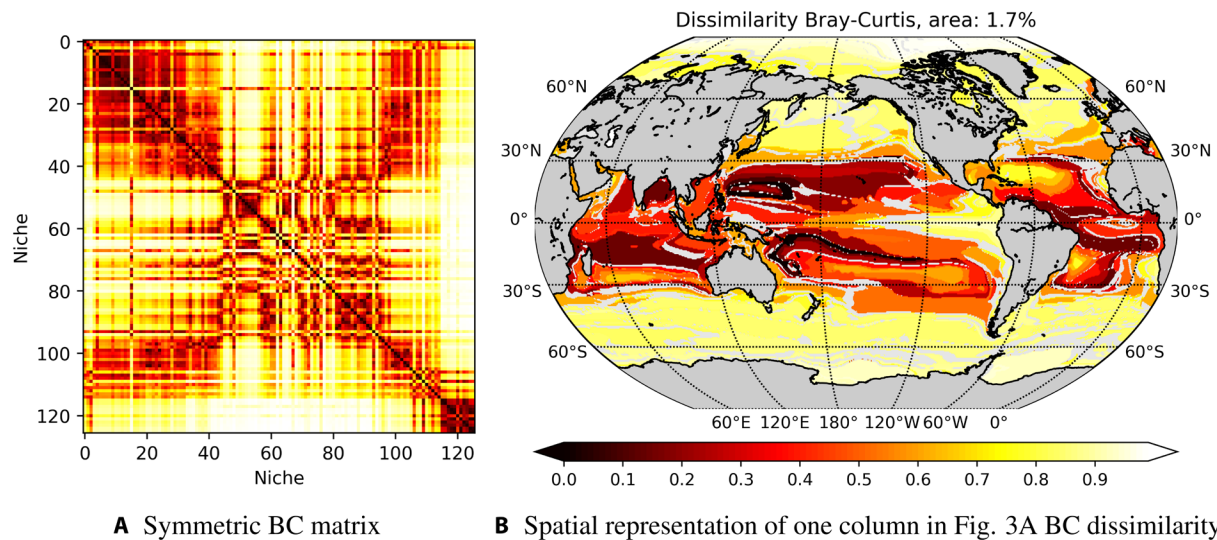 Dissimilarity Bray-Curtis, area: 1.7%
0
20
40
60
80
100
120
Niche
0 20 40 60 80 100 120
Niche
60°N 60°N
30°N 30°N
0° 0°
30°S 30°S
60°S 60°S
60°E 120°E 180° 120°W 60°W 0°
0.0 0.1 0.2 0.3 0.4 0.5 0.6 0.7 0.8 0.9
A Symmetric BC matrix
B Spatial representation of one column in Fig. 3A BC dissimilarity